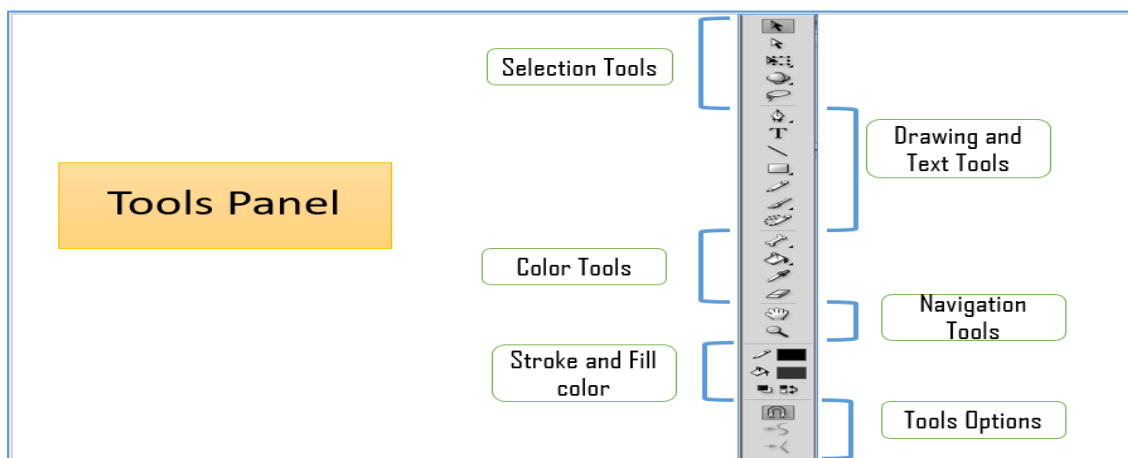 Selection Tools
Drawing and
Text Tools
T
Tools Panel
Color Tools
Navigation
Tools
Stroke and Fill
color
Tools Options